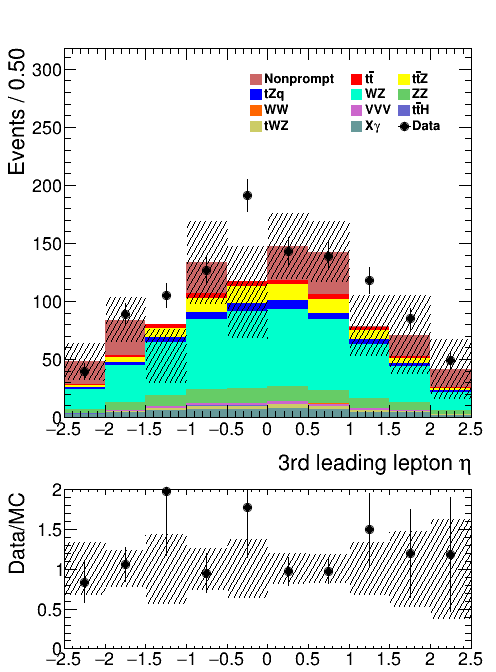 Events / 0.50
300
250
200
150
100
50
0
Nonprompt tt̄ tt̄Z
tZq WZ ZZ
WW VVV tt̄H
tWZ Xγ Data
−2.5 −2 −1.5 −1 −0.5 0 0.5 1 1.5 2 2.5
3rd leading lepton η
Data/MC
2
1.5
1
0.5
0
−2.5 −2 −1.5 −1 −0.5 0 0.5 1 1.5 2 2.5